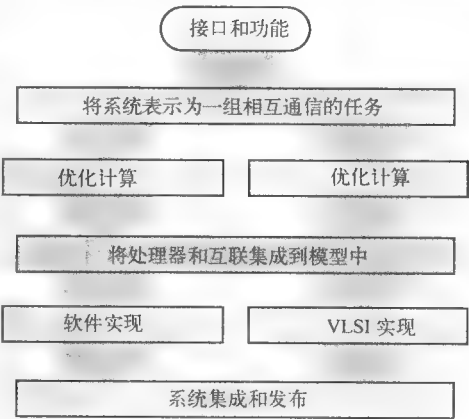 接口和功能
将系统表示为一组相互通信的任务
优化计算
优化计算
将处理器和互联集成到模型中
软件实现
VLSI 实现
系统集成和发布